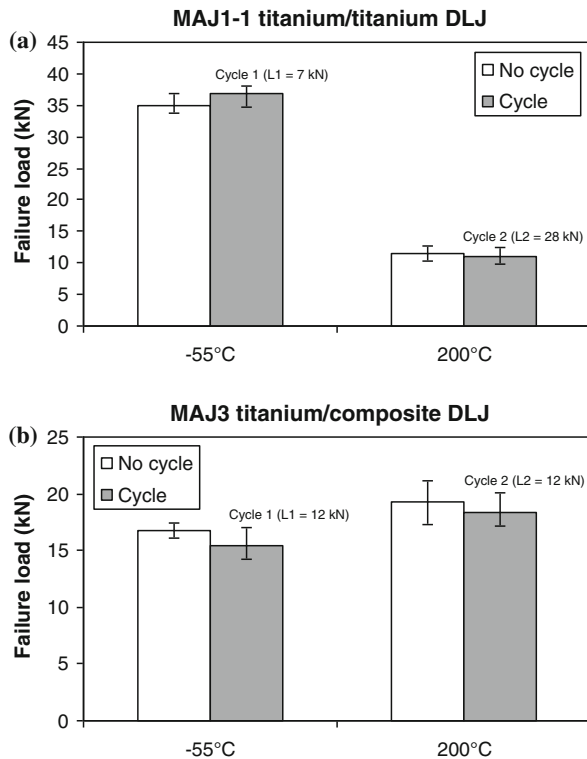 MAJ1-1 titanium/titanium DLJ
(a)
45
40
35
30
25
20
15
10
5
0
Failure load (kN)
Cycle 1 (L1 = 7 kN)
No cycle
Cycle
Cycle 2 (L2 = 28 kN)
-55°C
200°C
MAJ3 titanium/composite DLJ
(b)
25
20
15
10
5
0
Failure load (kN)
No cycle
Cycle
Cycle 1 (L1 = 12 kN)
Cycle 2 (L2 = 12 kN)
-55°C
200°C